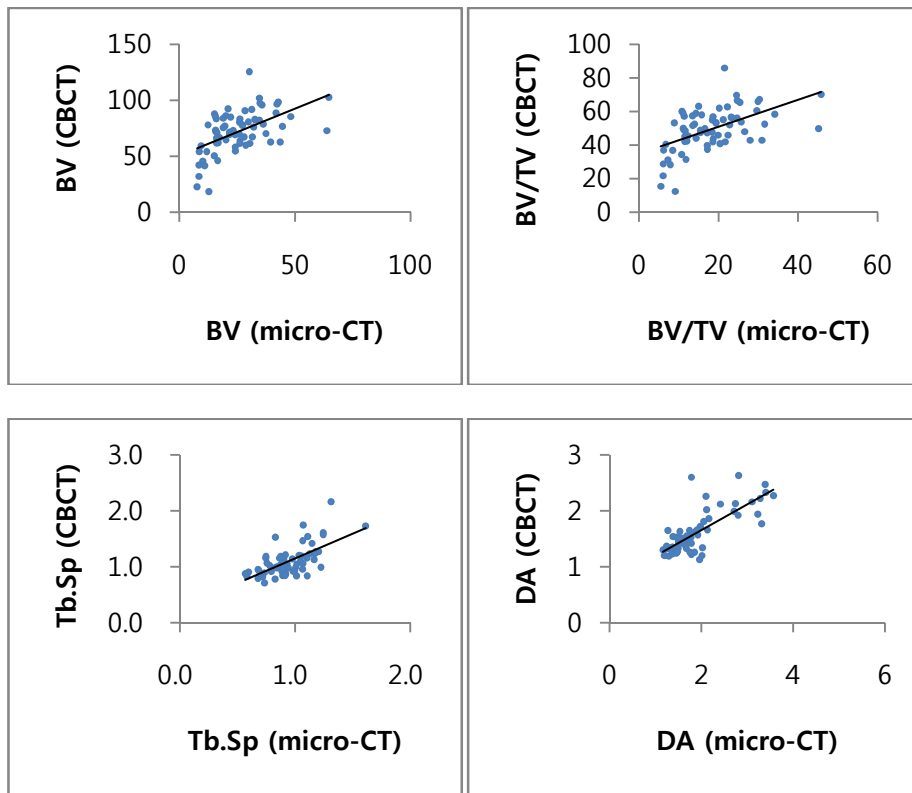 BV (CBCT)
150
100
50
0
0 50 100
BV (micro-CT)
BV/TV (CBCT)
100
80
60
40
20
0
0 20 40 60
BV/TV (micro-CT)
Tb.Sp (CBCT)
3.0
2.0
1.0
0.0
0.0 1.0 2.0
Tb.Sp (micro-CT)
DA (CBCT)
3
2
1
0
0 2 4 6
DA (micro-CT)